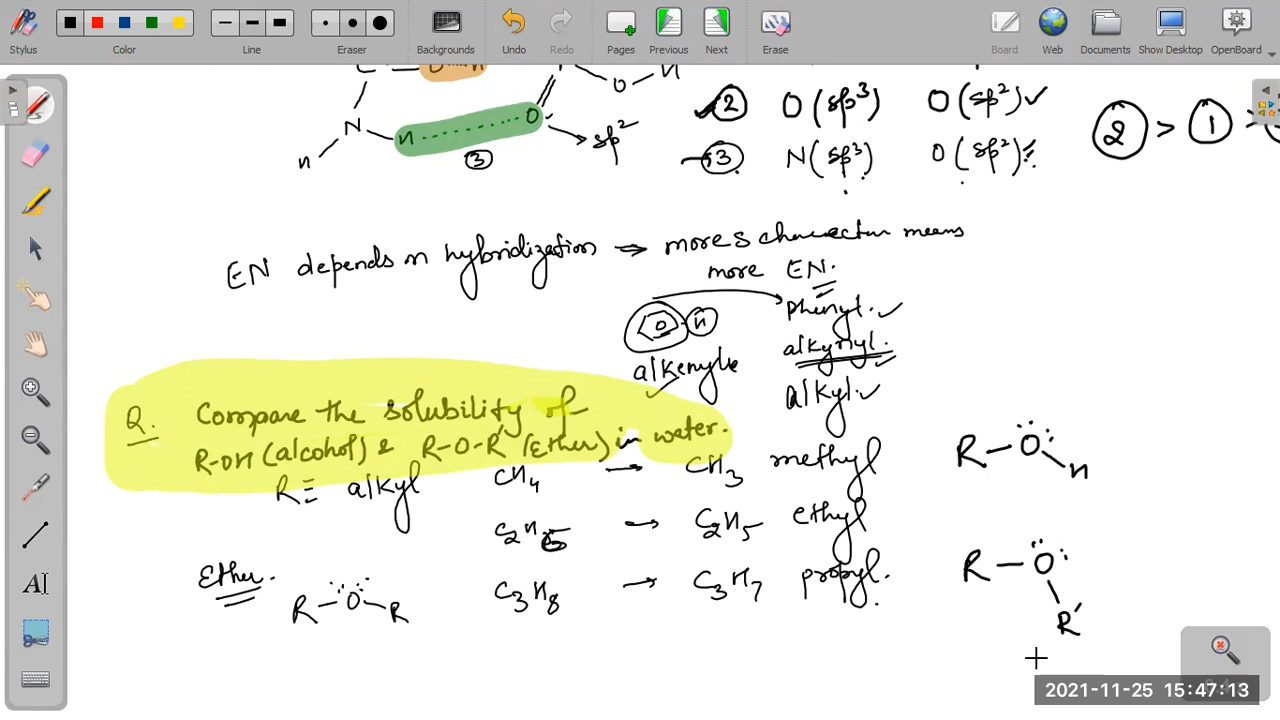 Stylus Color Line Eraser Backgrounds Undo Redo Pages Previous Next Erase Board Web Documents Show Desktop OpenBoard
O H
N H ........ O → sp²
H ③
② O (sp³) O (sp²) ✓
③ N (sp³) O (sp²)
② > ① >
EN depends on hybridization → more s character means
more EN.
H phenyl. ✓
alkynyl. ✓
alkenyl ✓
alkyl. ✓
Q. Compare the solubility of
R-OH (alcohol) & R-O-R' (Ether) in water.
R ≡ alkyl
CH₄ → CH₃ methyl
C₂H₆ → C₂H₅ ethyl
C₃H₈ → C₃H₇ propyl.
Ether.
R-O-R
R-O-H
R-O-R'
AI
2021-11-25 15:47:13